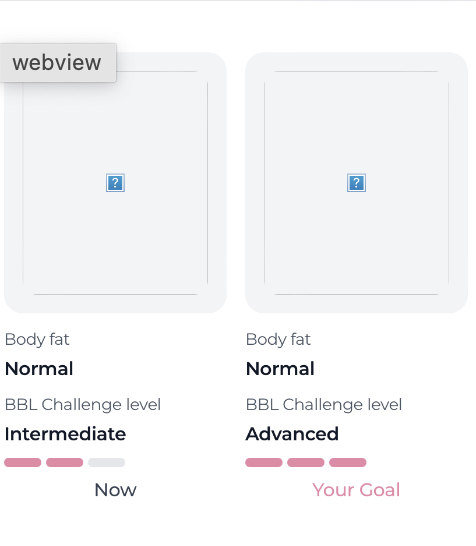 webview
Body fat
Normal
BBL Challenge level
Intermediate
Now
Body fat
Normal
BBL Challenge level
Advanced
Your Goal